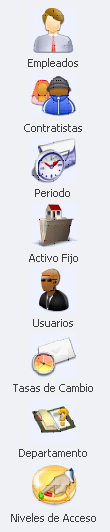 Empleados
Contratistas
Periodo
Activo Fijo
Usuarios
Tasas de Cambio
Departamento
Niveles de Acceso